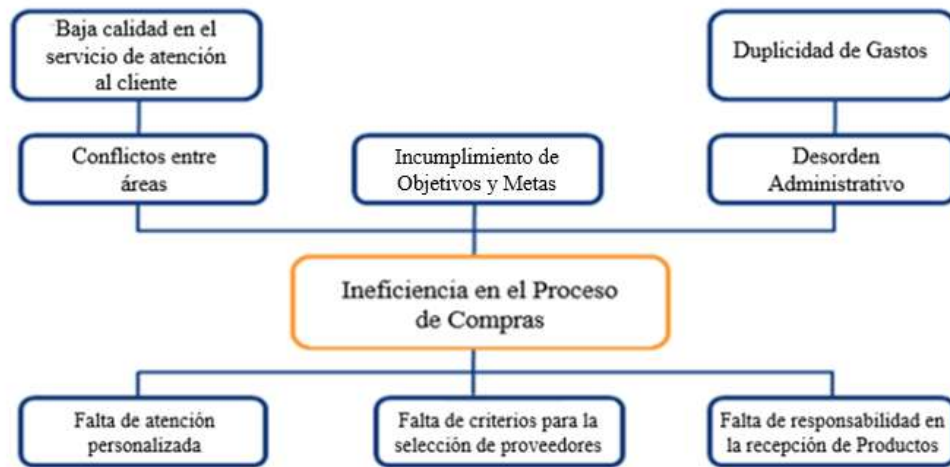 Baja calidad en el
servicio de atención
al cliente
Duplicidad de Gastos
Conflictos entre
áreas
Incumplimiento de
Objetivos y Metas
Desorden
Administrativo
Ineficiencia en el Proceso
de Compras
Falta de atención
personalizada
Falta de criterios para la
selección de proveedores
Falta de responsabilidad en
la recepción de Productos